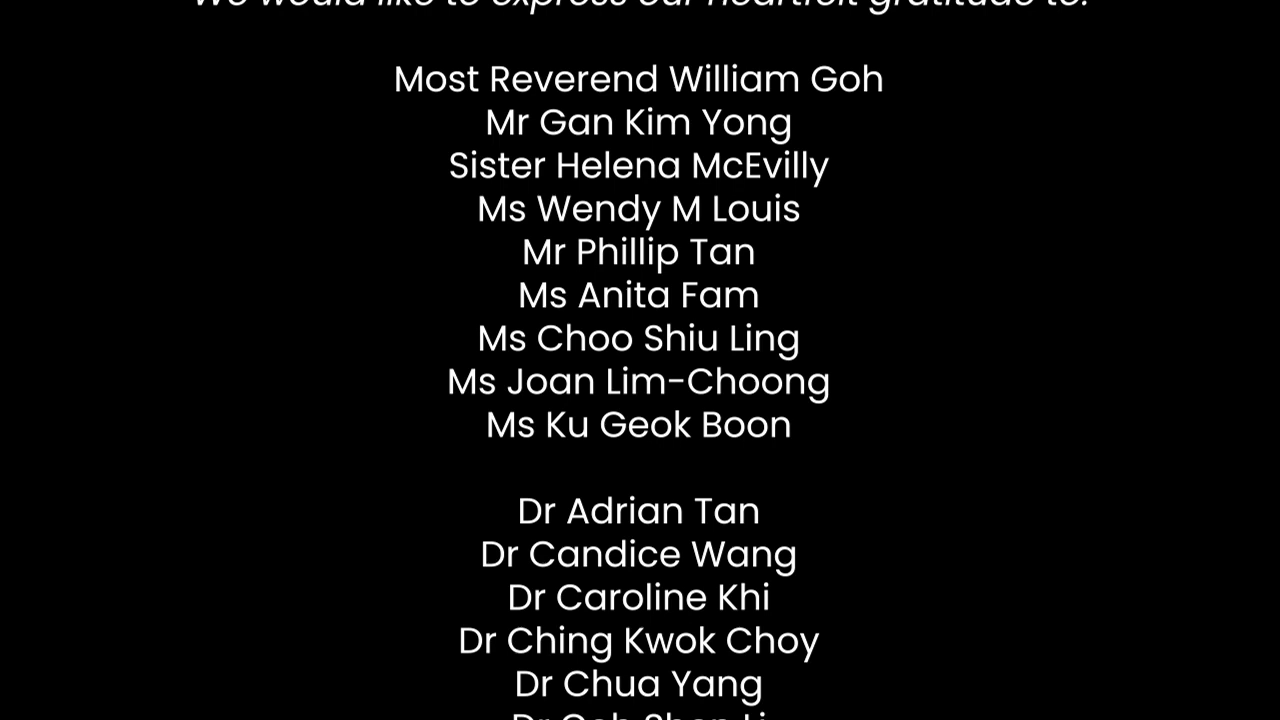 We would like to express our heartfelt gratitude to:
Most Reverend William Goh
Mr Gan Kim Yong
Sister Helena McEvilly
Ms Wendy M Louis
Mr Phillip Tan
Ms Anita Fam
Ms Choo Shiu Ling
Ms Joan Lim-Choong
Ms Ku Geok Boon
Dr Adrian Tan
Dr Candice Wang
Dr Caroline Khi
Dr Ching Kwok Choy
Dr Chua Yang